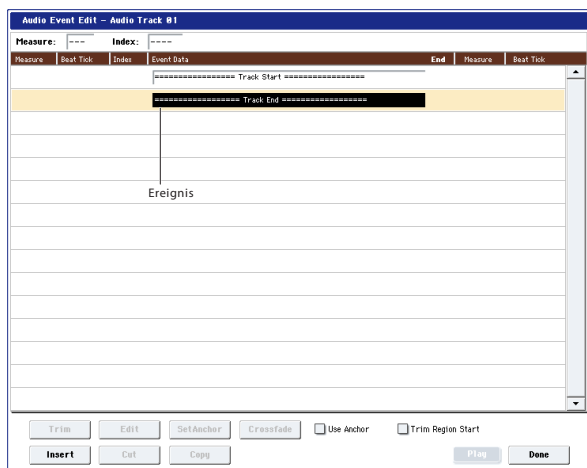 Audio Event Edit – Audio Track 01
Measure: --- Index: ----
Measure Beat Tick Index Event Data End Measure Beat Tick
================= Track Start =================
================== Track End ==================
Ereignis
Trim Edit SetAnchor Crossfade Use Anchor Trim Region Start
Insert Cut Copy Play Done